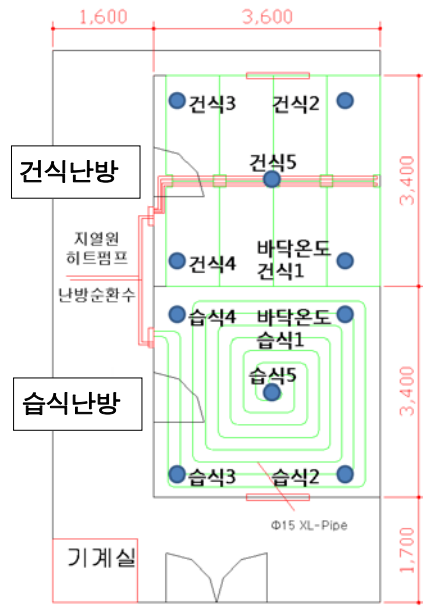 1,600
3,600
건식3
건식2
건식난방
건식5
3,400
지열원
히트펌프
난방순환수
건식4
바닥온도
건식1
습식4
바닥온도
습식1
습식난방
습식5
3,400
습식3
습식2
Φ15 XL-Pipe
기계실
1,700